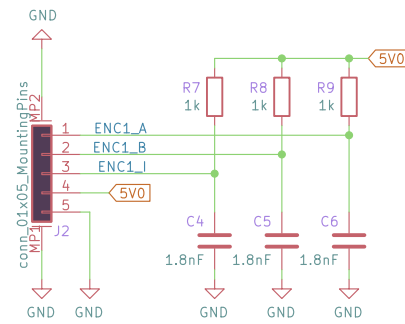 GND
5V0
R7
R8
R9
1k
1k
1k
MP2
conn_01x05_MountingPins
1
ENC1_A
2
ENC1_B
3
ENC1_I
4
5V0
5
MP1
J2
C4
C5
C6
1.8nF
1.8nF
1.8nF
GND
GND
GND
GND
GND